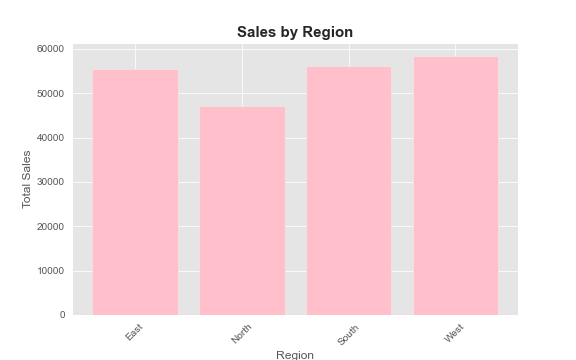 Sales by Region
60000
50000
40000
30000
20000
10000
0
Total Sales
East
North
South
West
Region